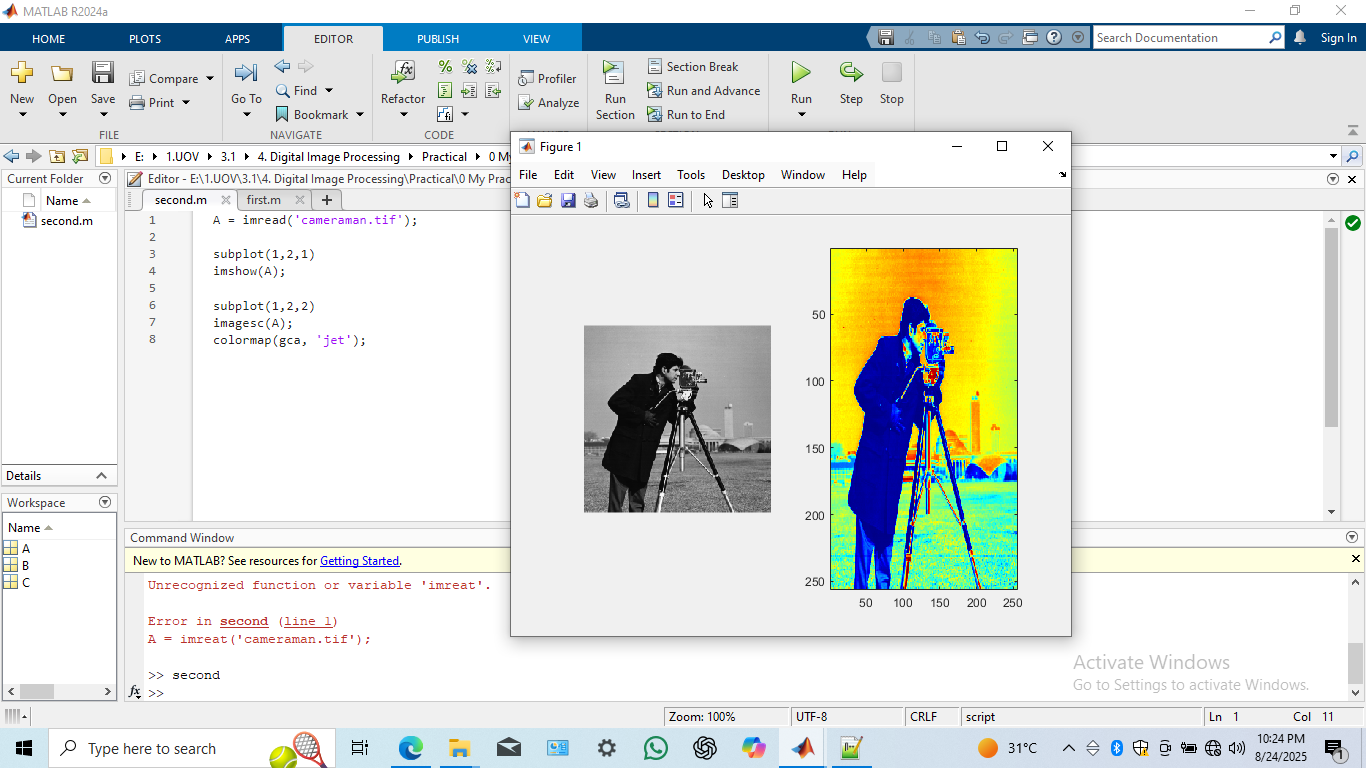 MATLAB R2024a
HOME PLOTS APPS EDITOR PUBLISH VIEW Search Documentation Sign In
New Open Save Compare Print Go To Find Bookmark Refactor Profiler Analyze Run Section Section Break Run and Advance Run to End Run Step Stop
FILE NAVIGATE CODE
E: 1.UOV 3.1 4. Digital Image Processing Practical 0 My
Current Folder
Name
second.m
Details
Workspace
Name
A
B
C
Editor - E:\1.UOV\3.1\4. Digital Image Processing\Practical\0 My Prac
second.m first.m
1 A = imread('cameraman.tif');
2
3 subplot(1,2,1)
4 imshow(A);
5
6 subplot(1,2,2)
7 imagesc(A);
8 colormap(gca, 'jet');
Figure 1
File Edit View Insert Tools Desktop Window Help
50
100
150
200
250
50 100 150 200 250
Command Window
New to MATLAB? See resources for Getting Started.
Unrecognized function or variable 'imreat'.
Error in second (line 1)
A = imreat('cameraman.tif');
>> second
fx >>
Activate Windows
Go to Settings to activate Windows.
Zoom: 100% UTF-8 CRLF script Ln 1 Col 11
Type here to search
31°C
10:24 PM
8/24/2025
1